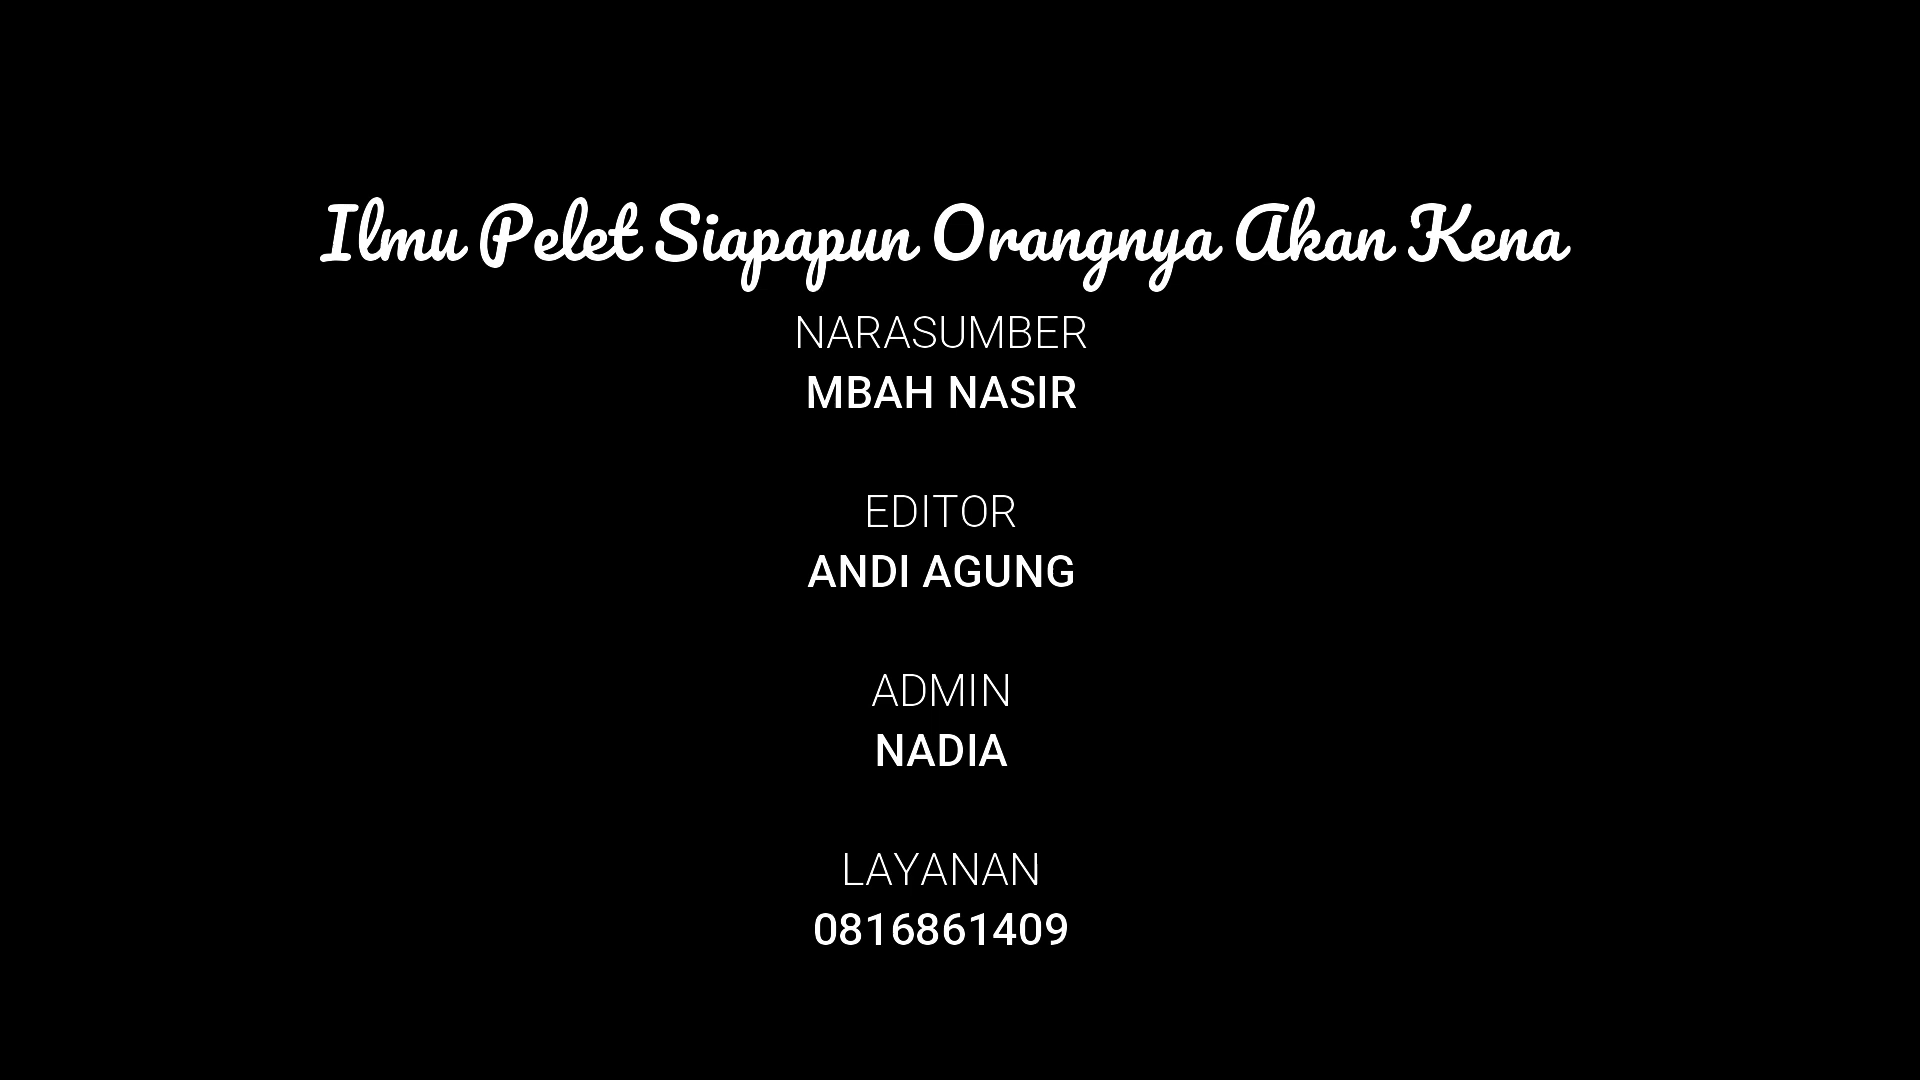 Ilmu Pelet Siapapun Orangnya Akan Kena
NARASUMBER
MBAH NASIR
EDITOR
ANDI AGUNG
ADMIN
NADIA
LAYANAN
0816861409